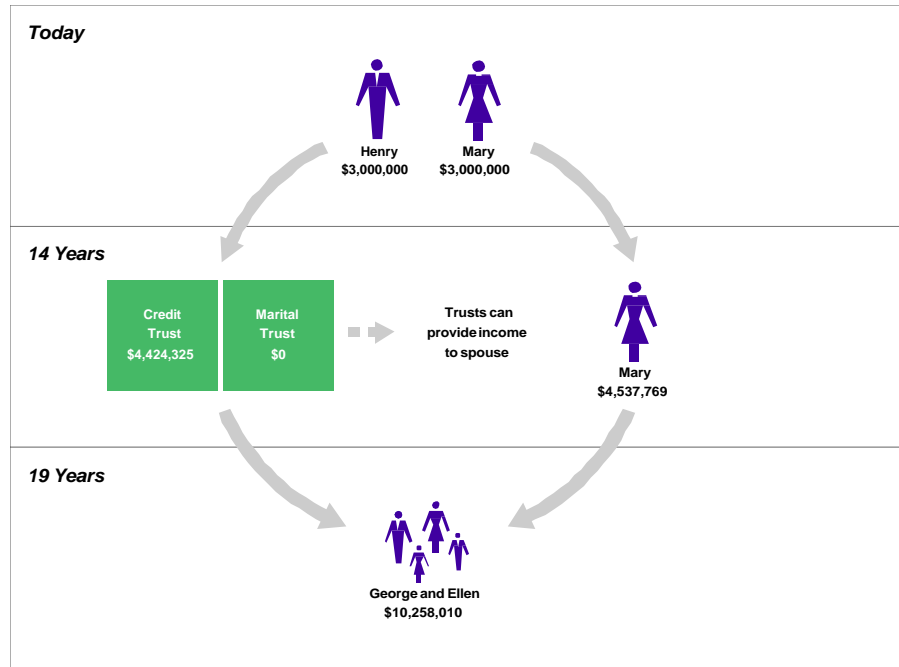 Today
Henry
$3,000,000
Mary
$3,000,000
14 Years
Credit
Trust
$4,424,325
Marital
Trust
$0
Trusts can
provide income
to spouse
Mary
$4,537,769
19 Years
George and Ellen
$10,258,010